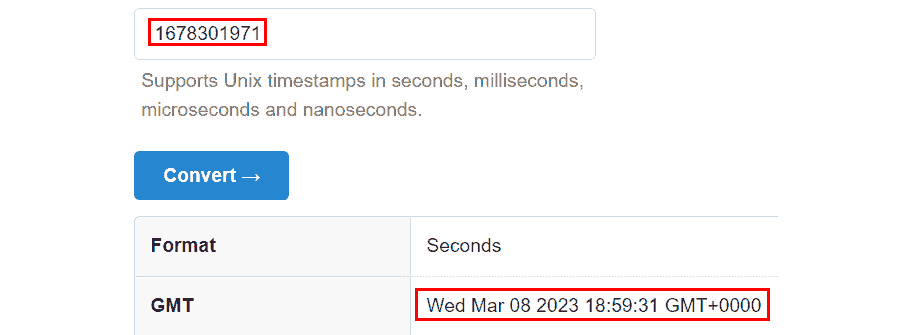 1678301971
Supports Unix timestamps in seconds, milliseconds,
microseconds and nanoseconds.
Convert →
Format Seconds
GMT Wed Mar 08 2023 18:59:31 GMT+0000